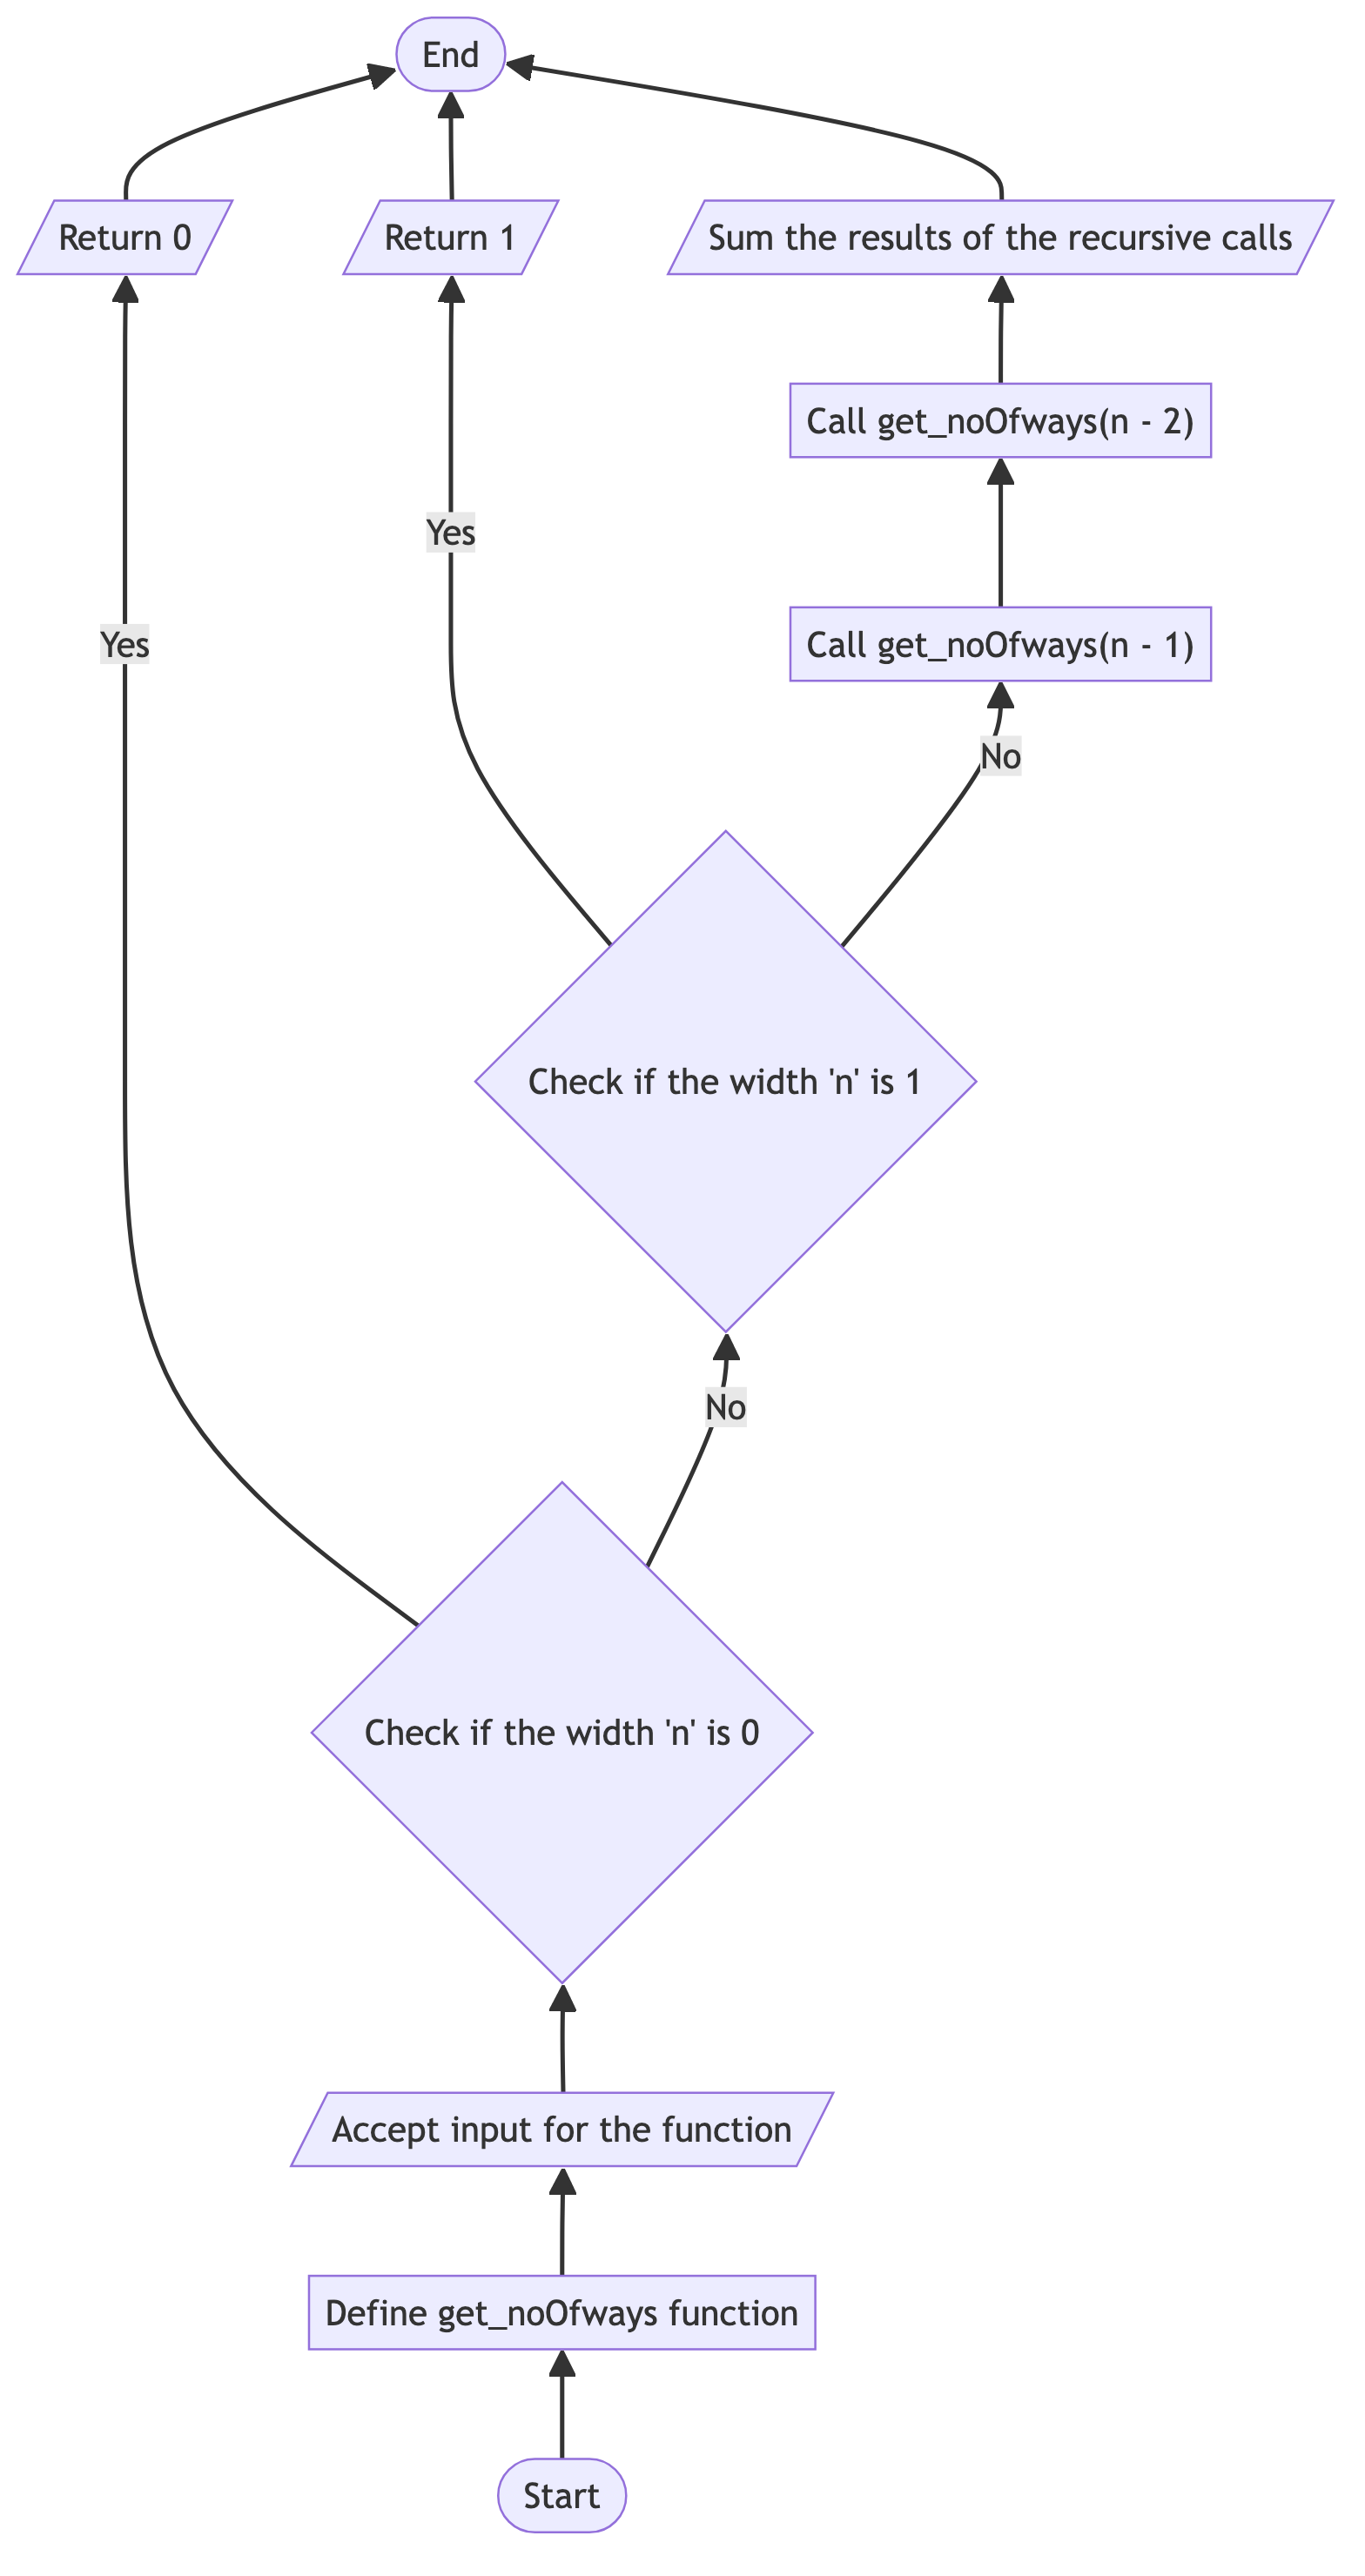 End
Return 0
Return 1
Sum the results of the recursive calls
Call get_noOfways(n - 2)
Yes
Yes
Call get_noOfways(n - 1)
No
Check if the width 'n' is 1
No
Check if the width 'n' is 0
Accept input for the function
Define get_noOfways function
Start